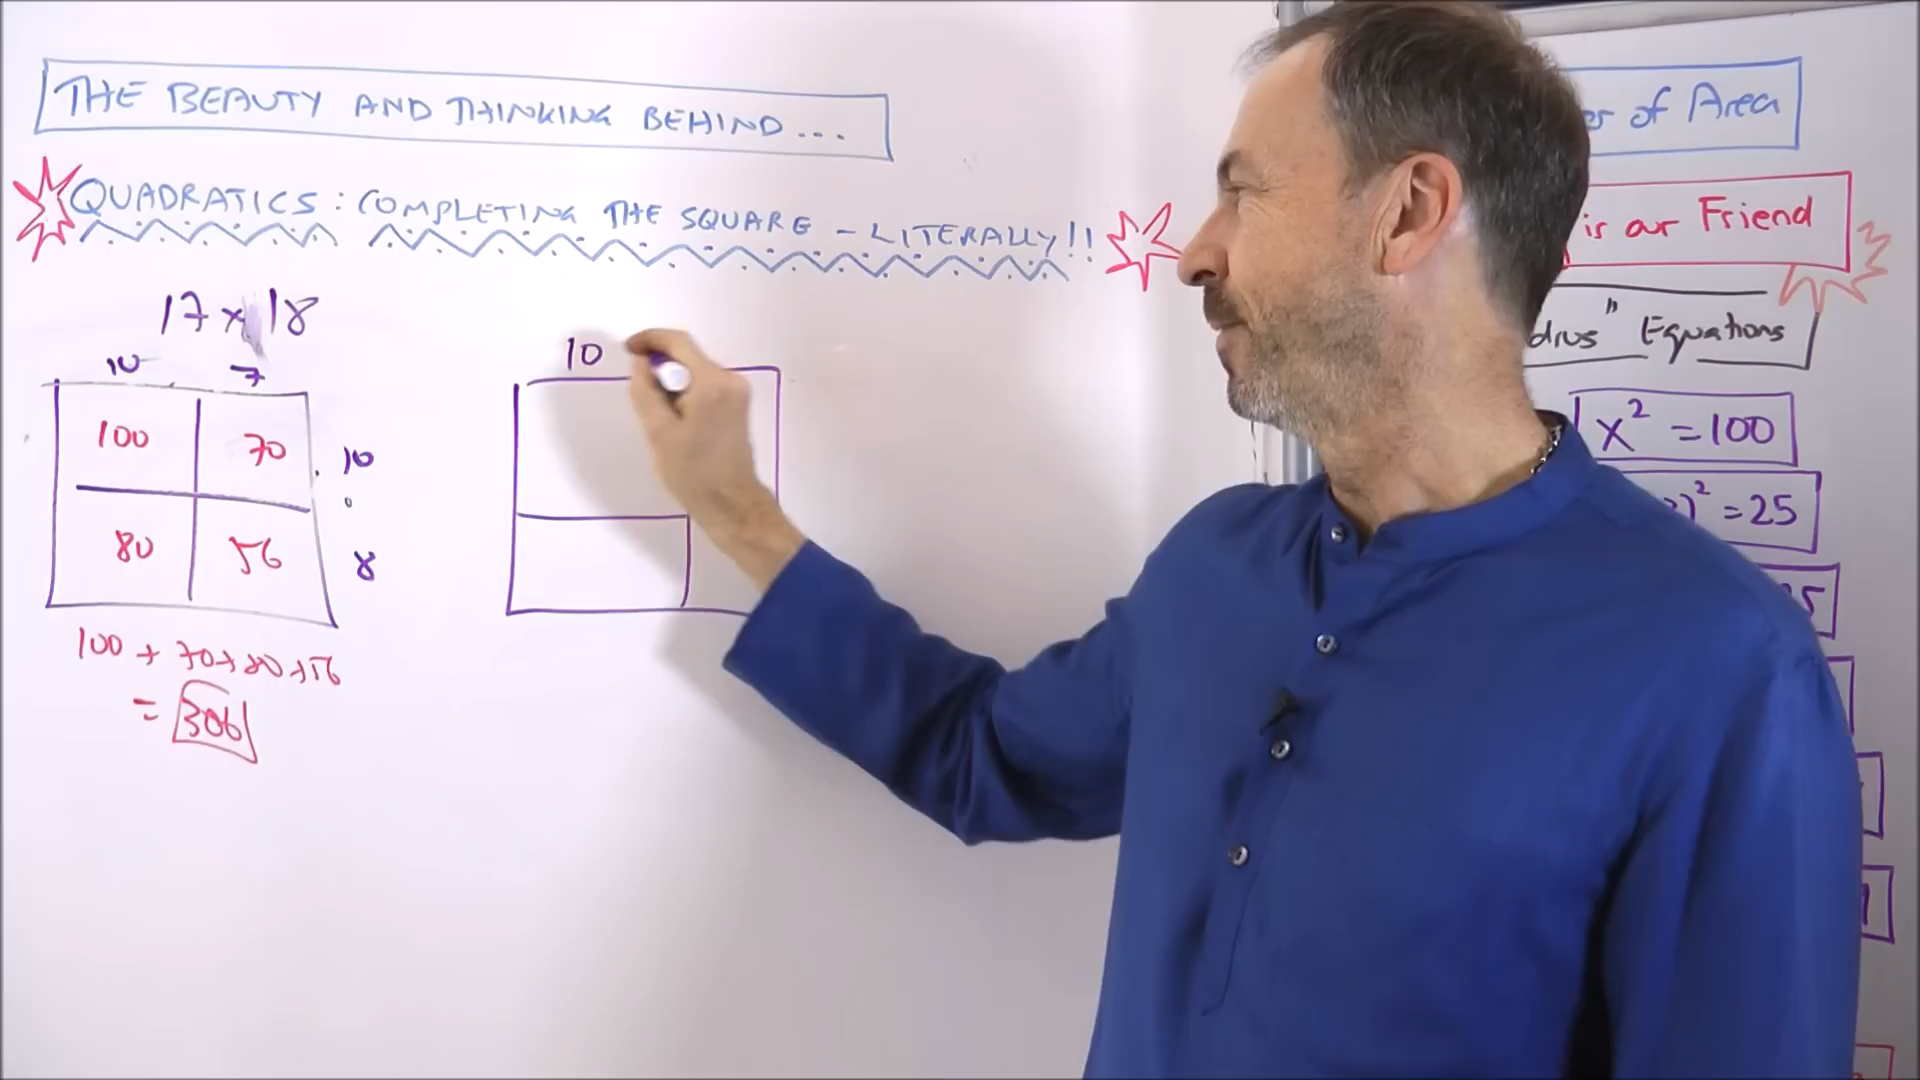 THE BEAUTY AND THINKING BEHIND...
QUADRATICS: COMPLETING THE SQUARE - LITERALLY!!
17 x 18
10 7
100 70 10
80 56 8
100 + 70+80+56
= 306
10
of Area
is our Friend
" Equations
x² = 100
)² = 25